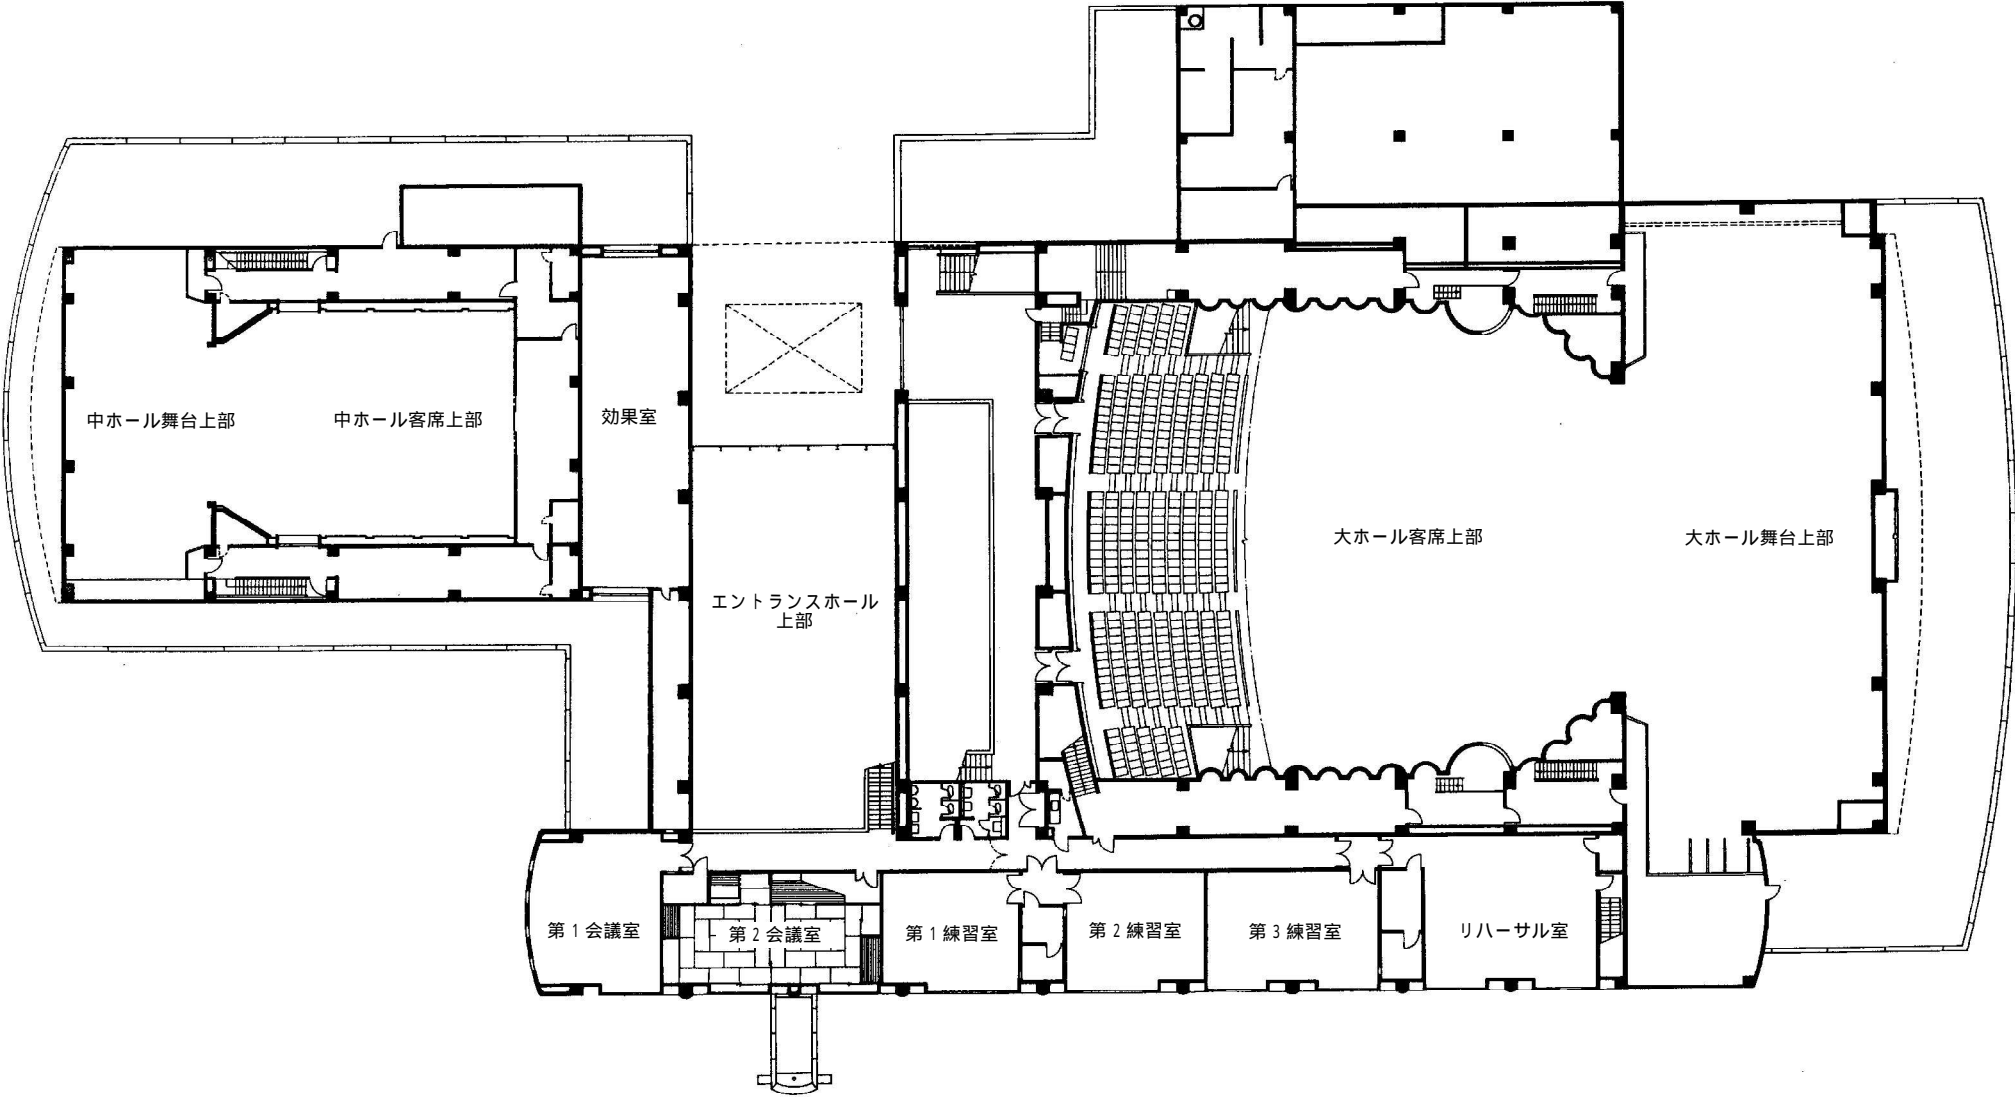 中ホール舞台上部
中ホール客席上部
効果室
エントランスホール
上部
大ホール客席上部
大ホール舞台上部
第1会議室
第2会議室
第1練習室
第2練習室
第3練習室
リハーサル室